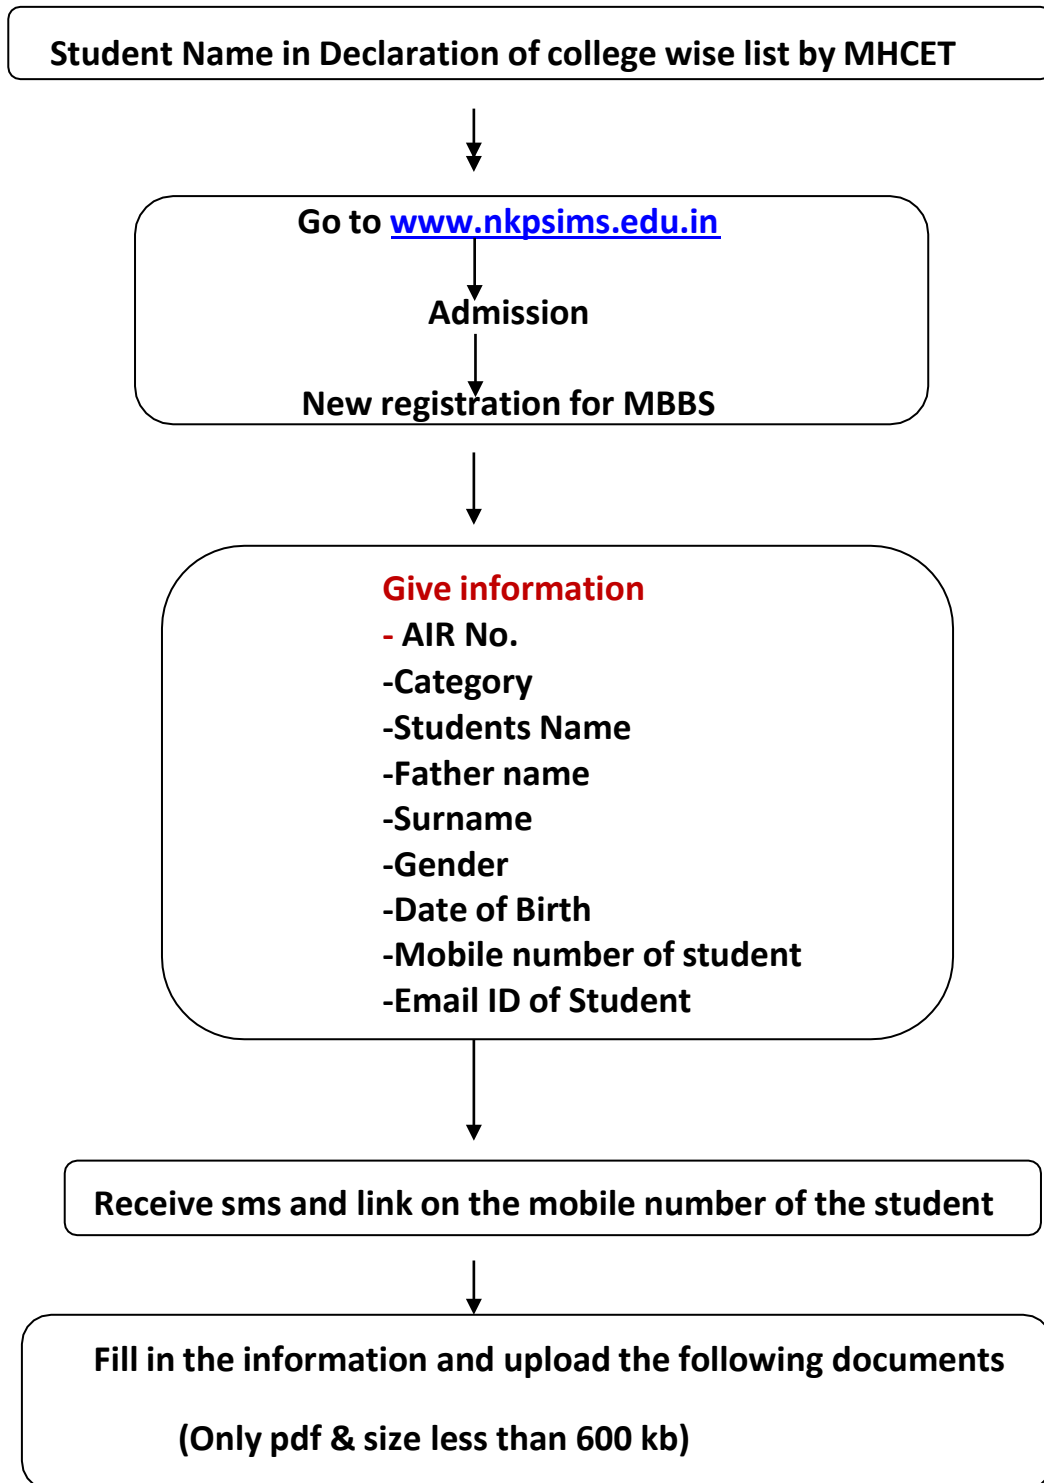 Student Name in Declaration of college wise list by MHCET
Go to www.nkpsims.edu.in
Admission
New registration for MBBS
Give information
- AIR No.
-Category
-Students Name
-Father name
-Surname
-Gender
-Date of Birth
-Mobile number of student
-Email ID of Student
Receive sms and link on the mobile number of the student
Fill in the information and upload the following documents
(Only pdf & size less than 600 kb)